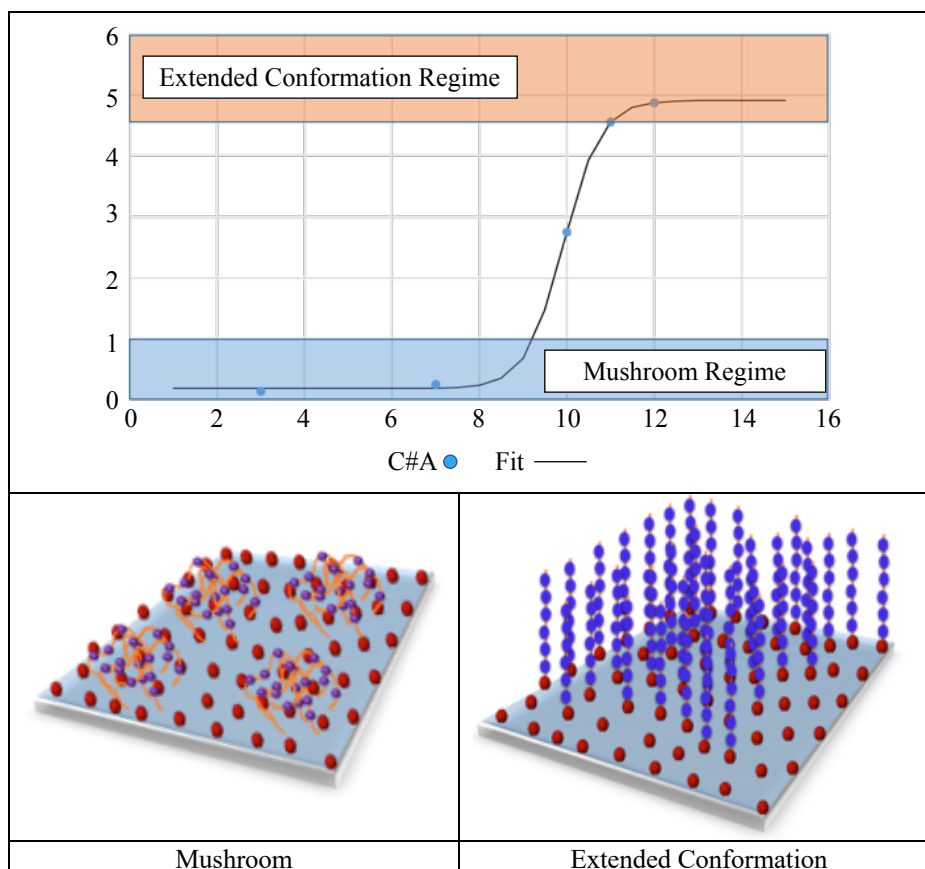 6
Extended Conformation Regime
5
4
3
2
1
Mushroom Regime
0
0 2 4 6 8 10 12 14 16
C#A Fit
Mushroom Extended Conformation